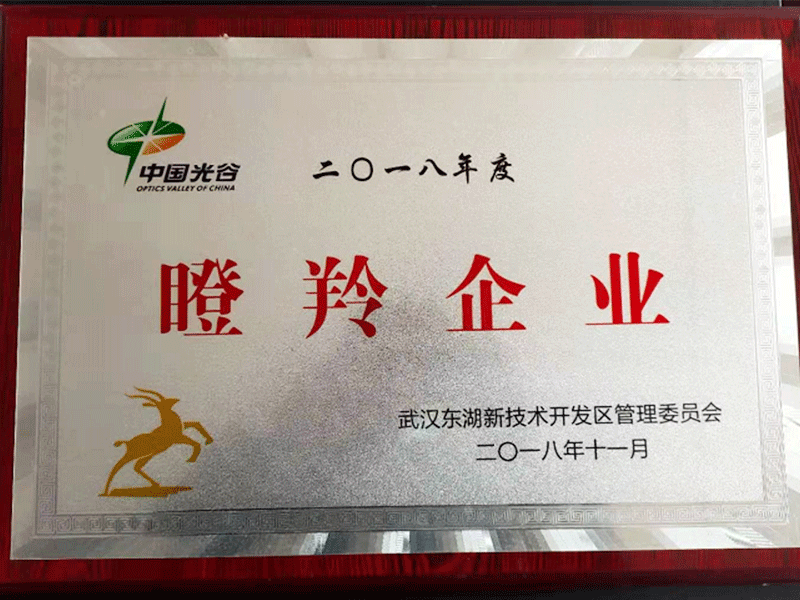 中国光谷
OPTICS VALLEY OF CHINA
二〇一八年度
瞪羚企业
武汉东湖新技术开发区管理委员会
二〇一八年十一月